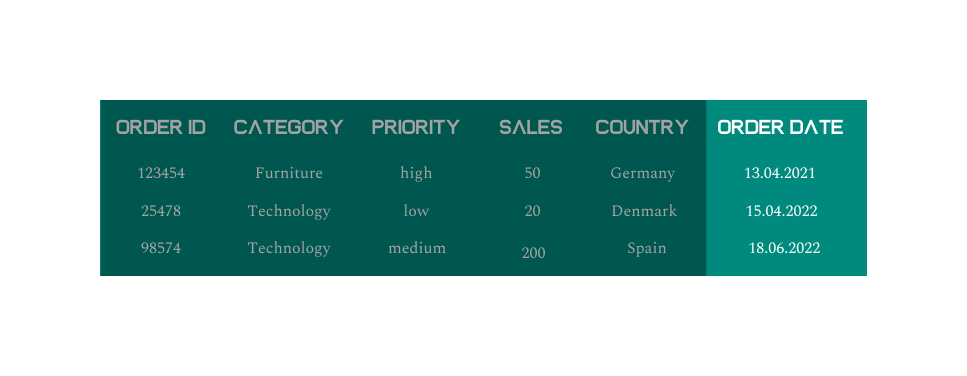 ORDER ID CATEGORY PRIORITY SALES COUNTRY ORDER DATE
123454 Furniture high 50 Germany 13.04.2021
25478 Technology low 20 Denmark 15.04.2022
98574 Technology medium 200 Spain 18.06.2022